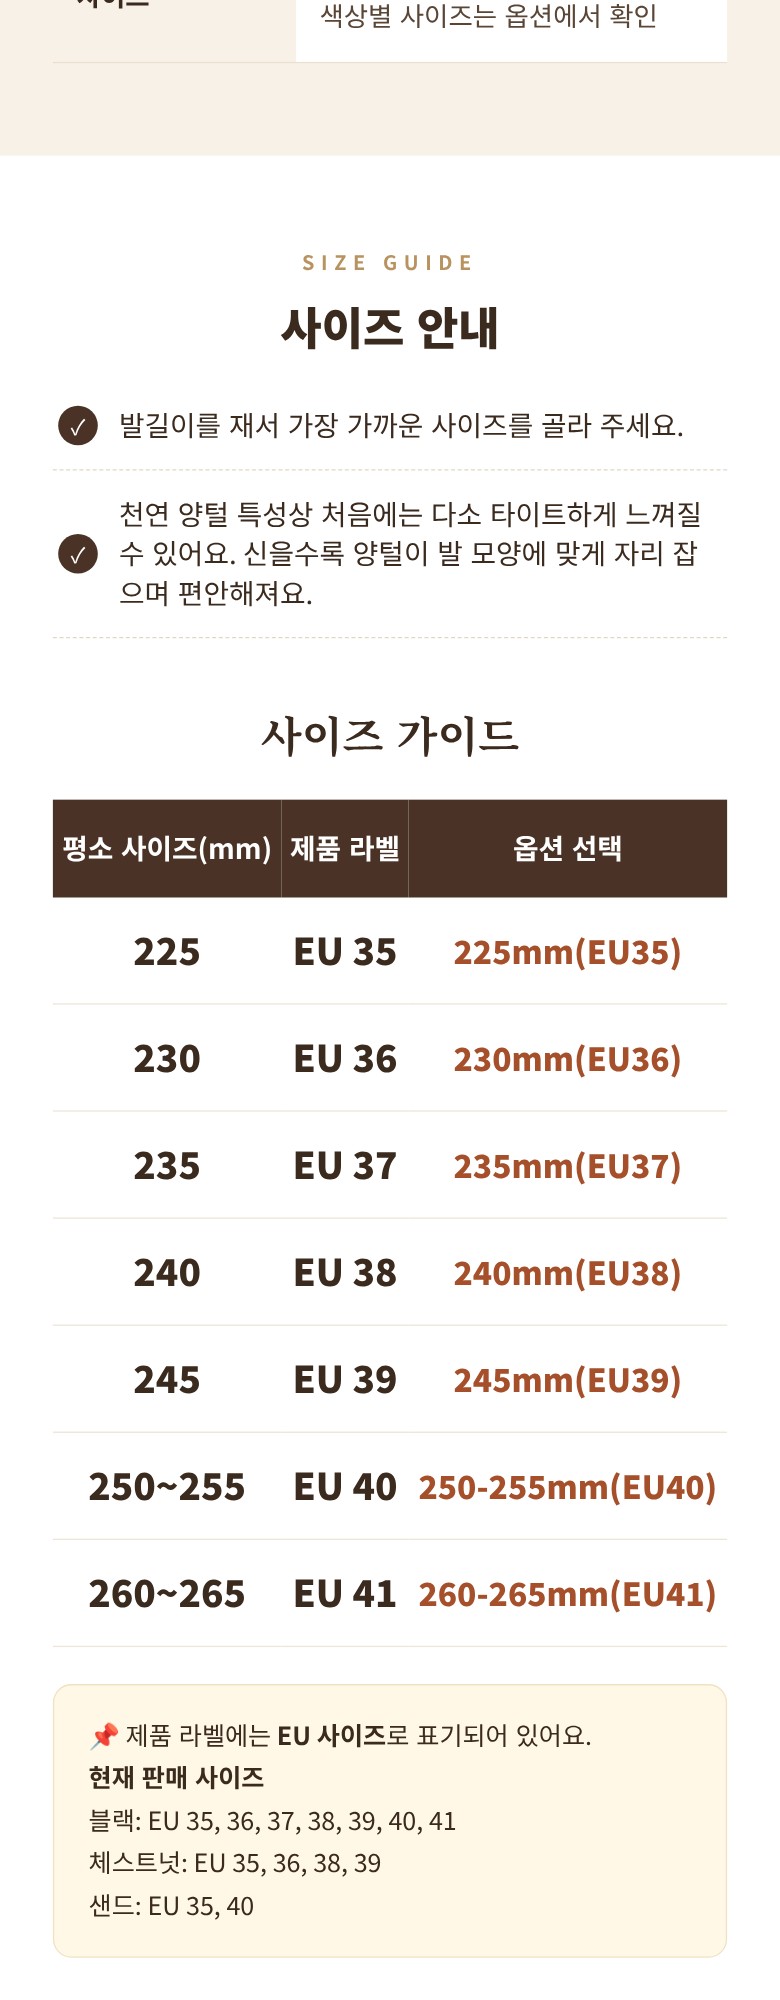 색상별 사이즈는 옵션에서 확인
SIZE GUIDE
사이즈 안내
✓ 발길이를 재서 가장 가까운 사이즈를 골라 주세요.
✓ 천연 양털 특성상 처음에는 다소 타이트하게 느껴질
수 있어요. 신을수록 양털이 발 모양에 맞게 자리 잡
으며 편안해져요.
사이즈 가이드
평소 사이즈(mm) 제품 라벨 옵션 선택
225 EU 35 225mm(EU35)
230 EU 36 230mm(EU36)
235 EU 37 235mm(EU37)
240 EU 38 240mm(EU38)
245 EU 39 245mm(EU39)
250~255 EU 40 250-255mm(EU40)
260~265 EU 41 260-265mm(EU41)
📌 제품 라벨에는 EU 사이즈로 표기되어 있어요.
현재 판매 사이즈
블랙: EU 35, 36, 37, 38, 39, 40, 41
체스트넛: EU 35, 36, 38, 39
샌드: EU 35, 40